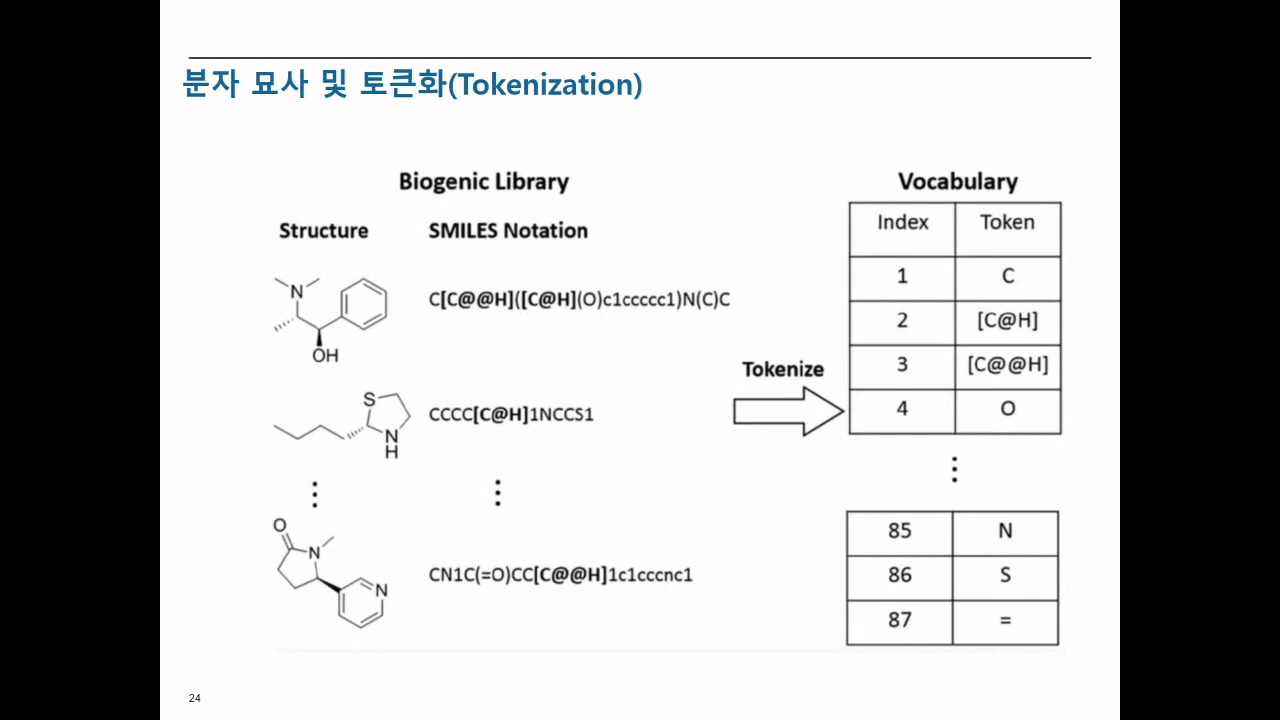 분자 묘사 및 토큰화(Tokenization)
Biogenic Library
Structure
SMILES Notation
N
OH
C[C@@H]([C@H](O)c1ccccc1)N(C)C
S
N
H
CCCC[C@H]1NCCS1
O
N
N
CN1C(=O)CC[C@@H]1c1cccnc1
Tokenize
Vocabulary
Index Token
1 C
2 [C@H]
3 [C@@H]
4 O
85 N
86 S
87 =
24